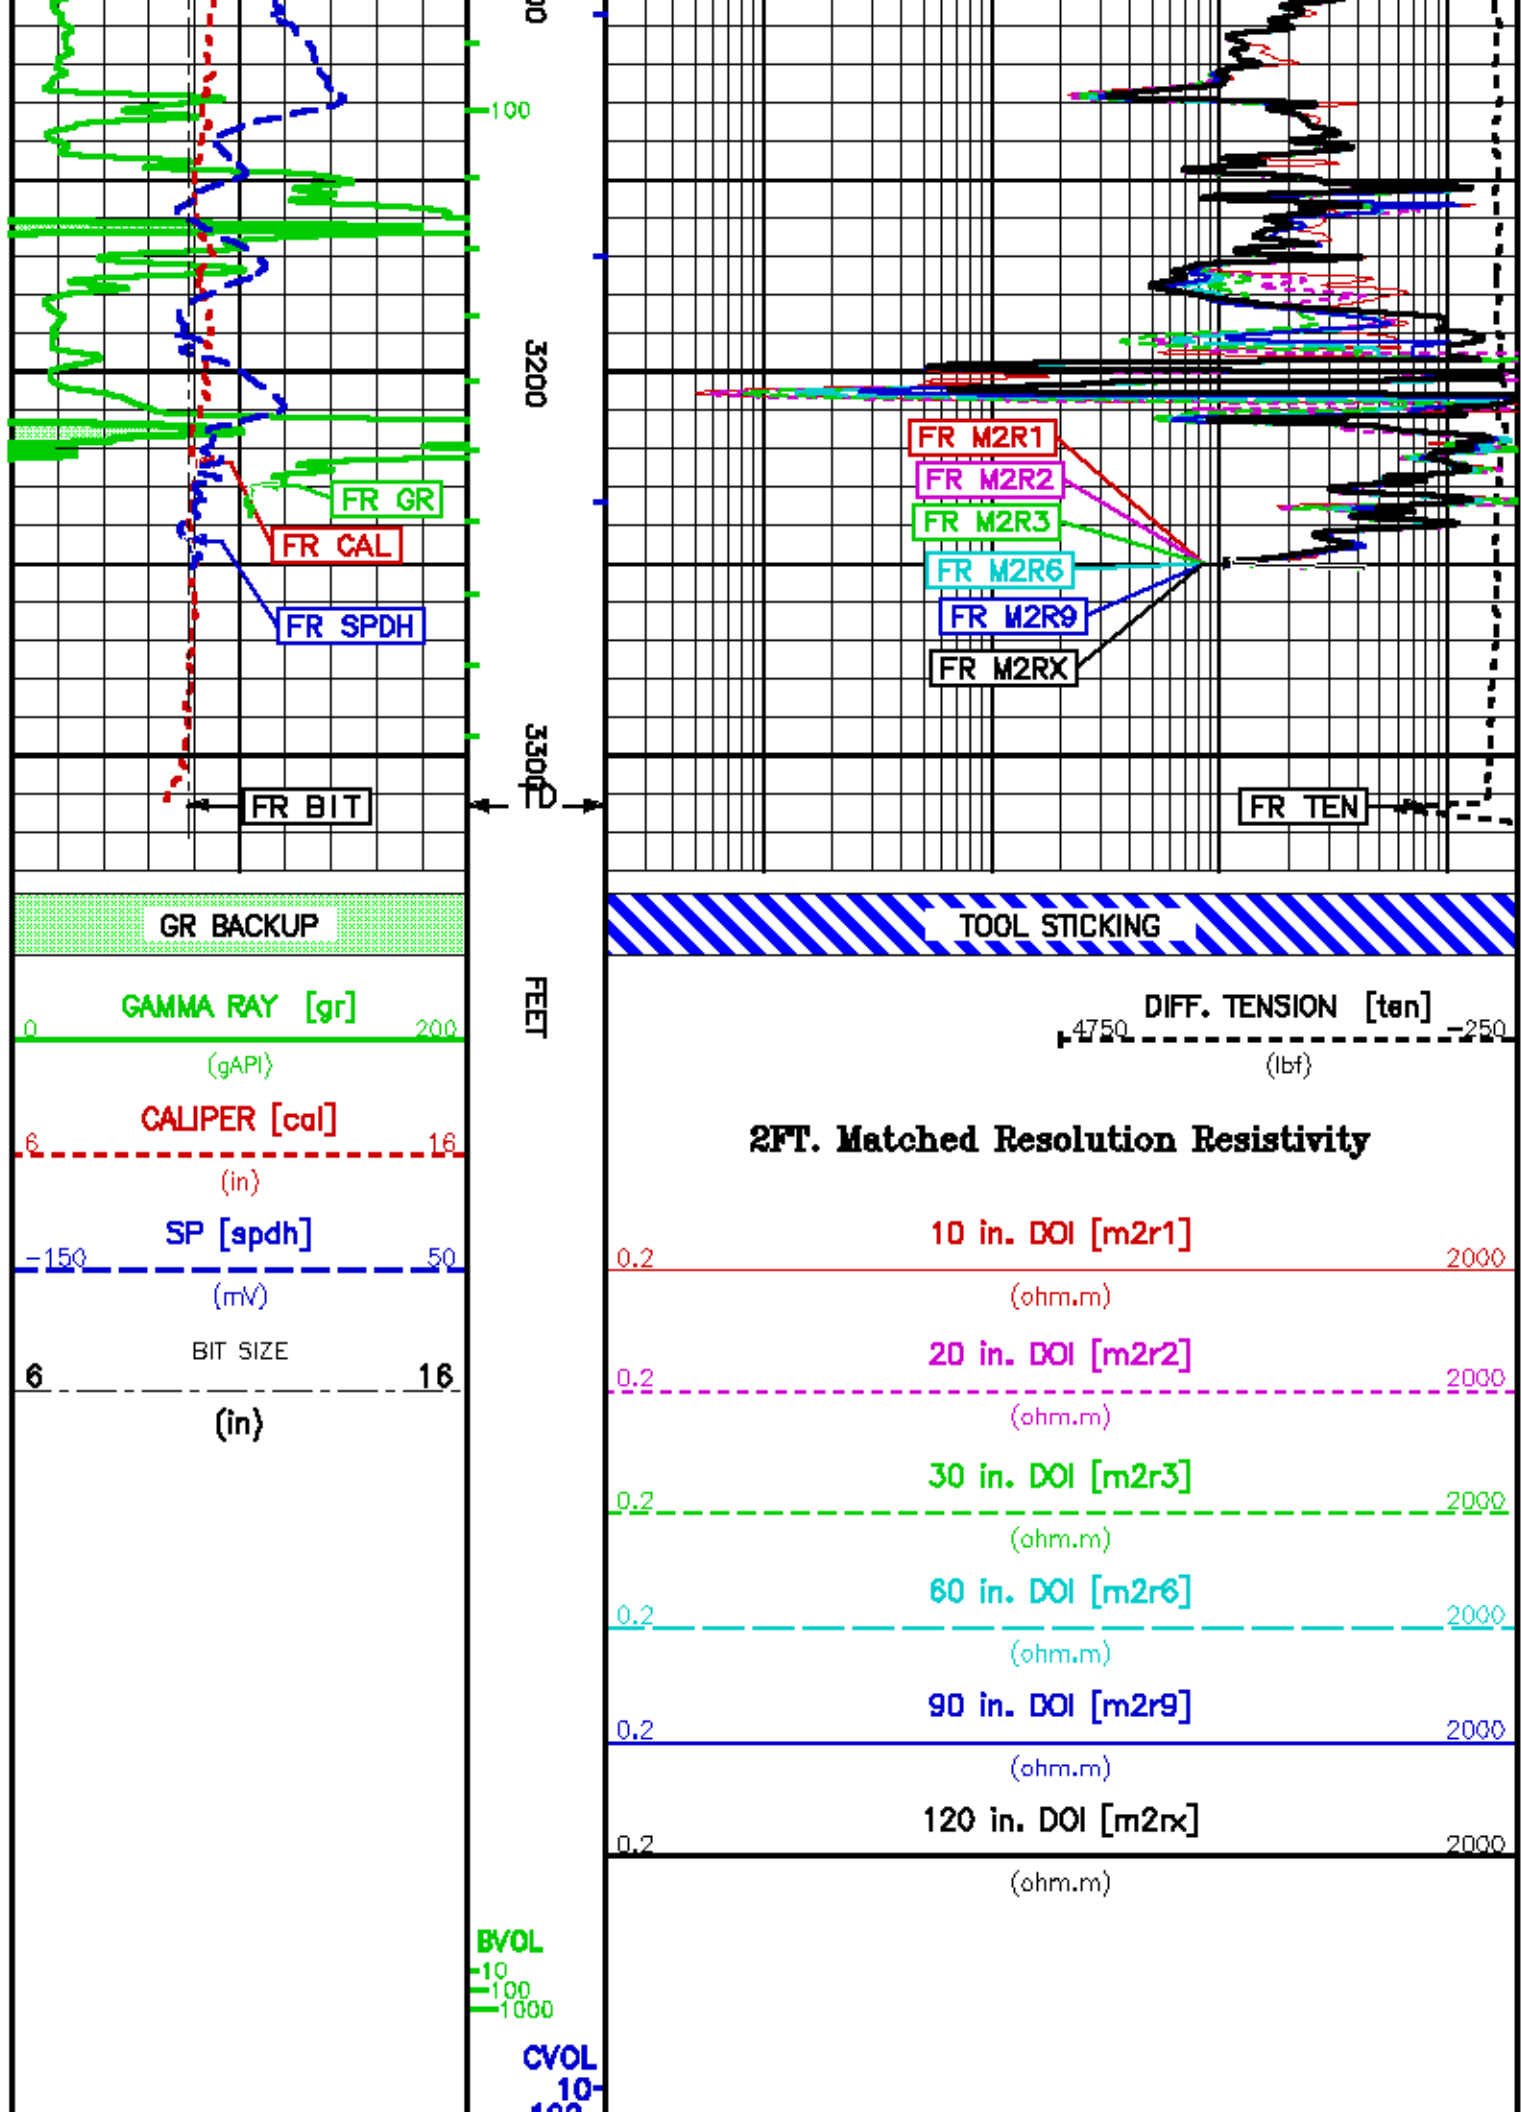 00
100
3200
FR M2R1
FR M2R2
FR GR
FR M2R3
FR CAL
FR M2R6
FR SPDH
FR M2R9
FR M2RX
3300
TD
FR BIT
FR TEN
GR BACKUP
TOOL STICKING
FEET
GAMMA RAY [gr]
0 200
(gAPI)
DIFF. TENSION [ten]
4750 -250
(lbf)
CALIPER [cal]
6 16
(in)
2FT. Matched Resolution Resistivity
SP [spdh]
-150 50
(mV)
10 in. DOI [m2r1]
0.2 2000
(ohm.m)
BIT SIZE
6 16
(in)
20 in. DOI [m2r2]
0.2 2000
(ohm.m)
30 in. DOI [m2r3]
0.2 2000
(ohm.m)
60 in. DOI [m2r6]
0.2 2000
(ohm.m)
90 in. DOI [m2r9]
0.2 2000
(ohm.m)
120 in. DOI [m2rx]
0.2 2000
(ohm.m)
BVOL
10
100
1000
CVOL
10